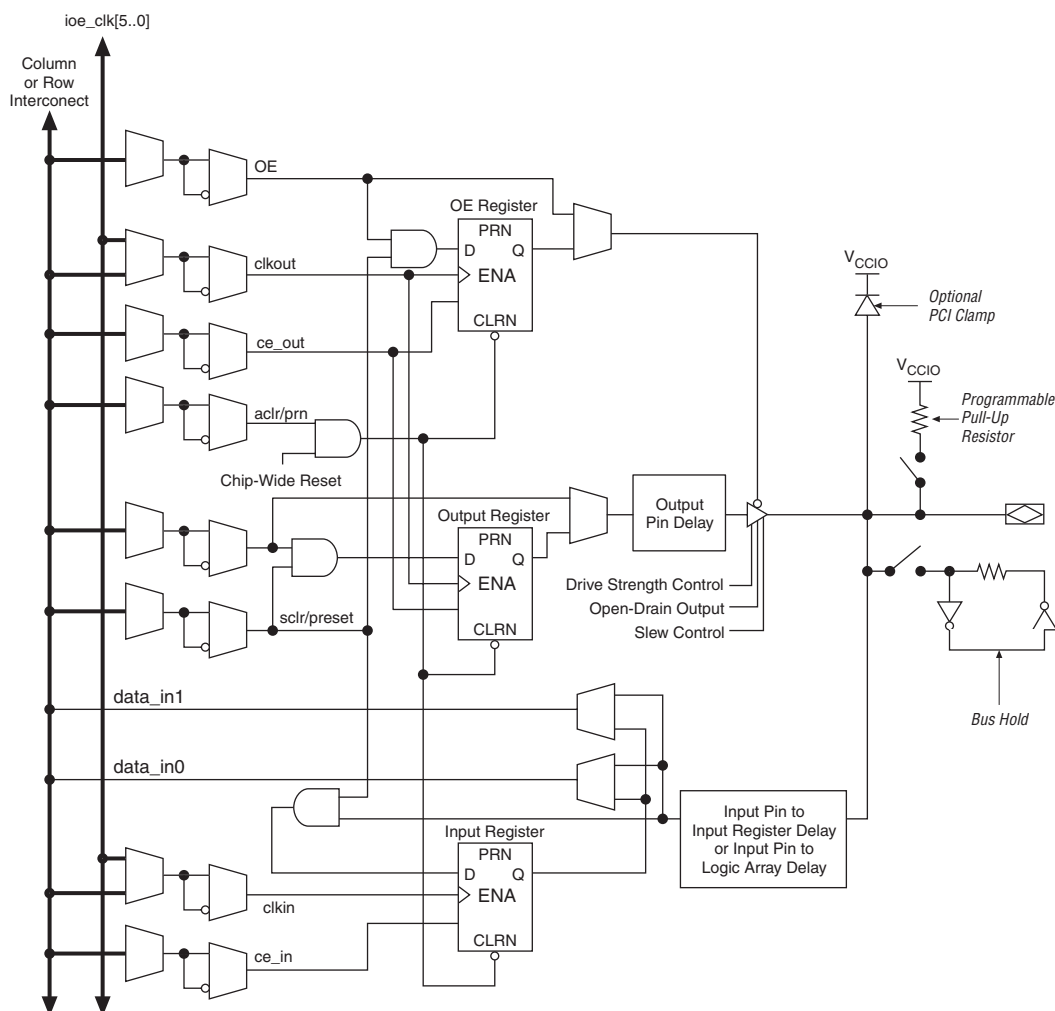 ioe_clk[5..0]
Column
or Row
Interconect
OE
OE Register
PRN
D Q
ENA
CLRN
clkout
ce_out
aclr/prn
Chip-Wide Reset
VCCIO
Optional
PCI Clamp
VCCIO
Programmable
Pull-Up
Resistor
Output Register
PRN
D Q
ENA
CLRN
Output
Pin Delay
Drive Strength Control
Open-Drain Output
Slew Control
sclr/preset
Bus Hold
data_in1
data_in0
Input Pin to
Input Register Delay
or Input Pin to
Logic Array Delay
Input Register
PRN
D Q
ENA
CLRN
clkin
ce_in